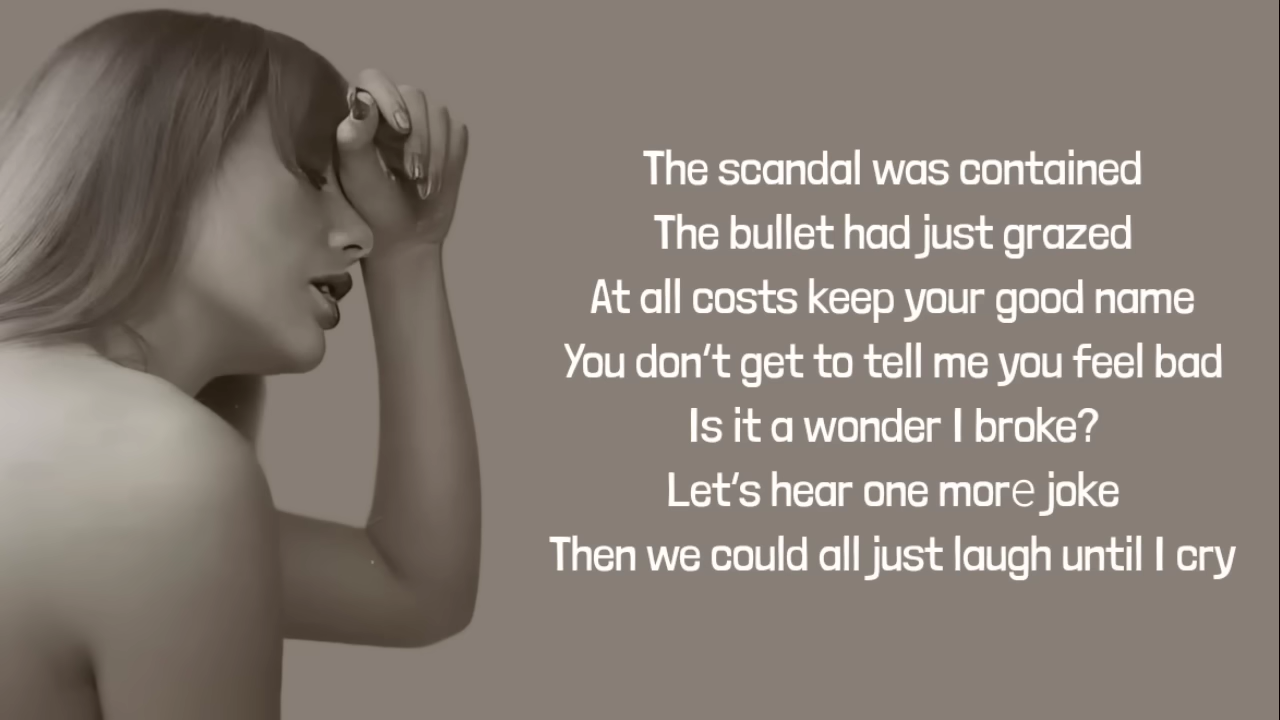 The scandal was contained
The bullet had just grazed
At all costs keep your good name
You don't get to tell me you feel bad
Is it a wonder I broke?
Let's hear one more joke
Then we could all just laugh until I cry